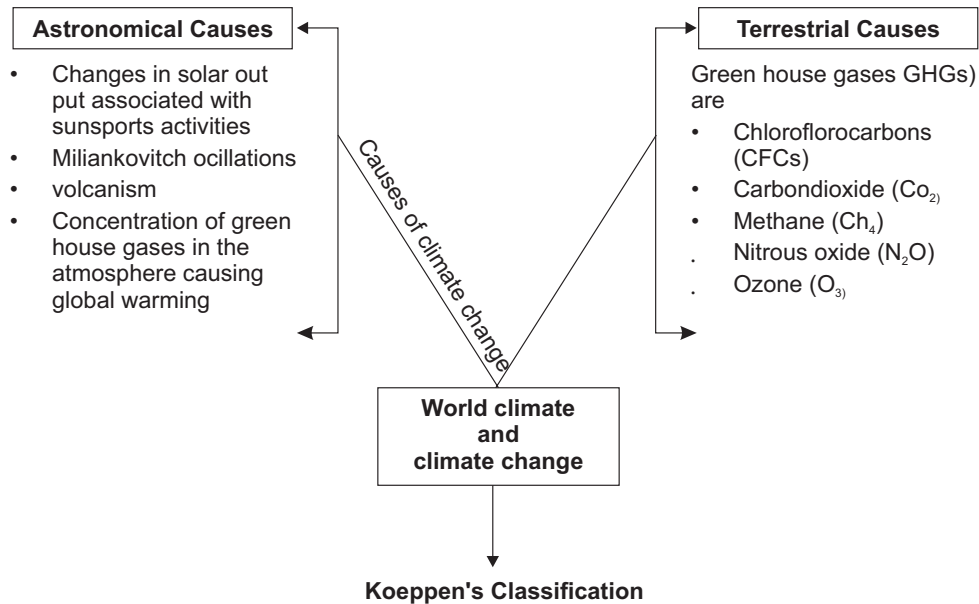 Astronomical Causes
• Changes in solar out
put associated with
sunsports activities
• Miliankovitch ocillations
• volcanism
• Concentration of green
house gases in the
atmosphere causing
global warming
Causes of climate change
Terrestrial Causes
Green house gases GHGs)
are
• Chloroflorocarbons
(CFCs)
• Carbondioxide (Co₂₎
• Methane (Ch₄)
. Nitrous oxide (N₂O)
. Ozone (O₃₎
World climate
and
climate change
Koeppen's Classification